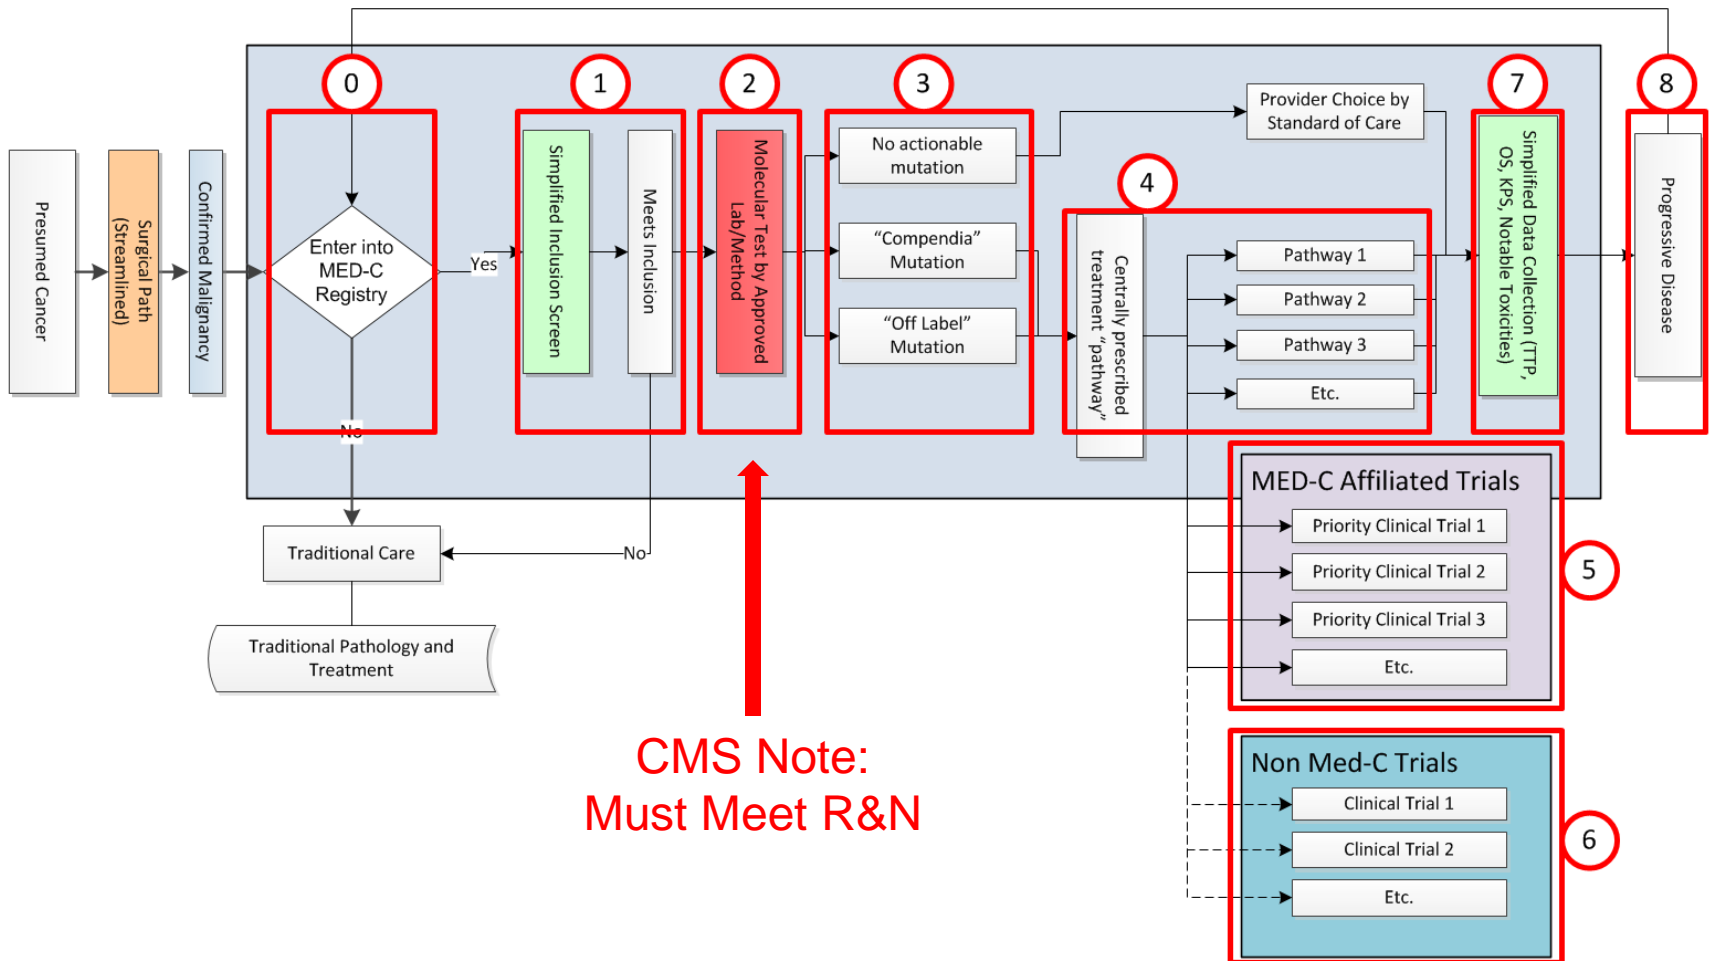 0
1
2
3
4
5
6
7
8
Presumed Cancer
Surgical Path
(Streamlined)
Confirmed Malignancy
Enter into
MED-C
Registry
Yes
No
Simplified Inclusion Screen
Meets Inclusion
No
Molecular Test by Approved
Lab/Method
No actionable
mutation
“Compendia”
Mutation
“Off Label”
Mutation
Provider Choice by
Standard of Care
Centrally prescribed
treatment “pathway”
Pathway 1
Pathway 2
Pathway 3
Etc.
Simplified Data Collection (TTP,
OS, KPS, Notable Toxicities)
Progressive Disease
Traditional Care
Traditional Pathology and
Treatment
MED-C Affiliated Trials
Priority Clinical Trial 1
Priority Clinical Trial 2
Priority Clinical Trial 3
Etc.
Non Med-C Trials
Clinical Trial 1
Clinical Trial 2
Etc.
CMS Note:
Must Meet R&N